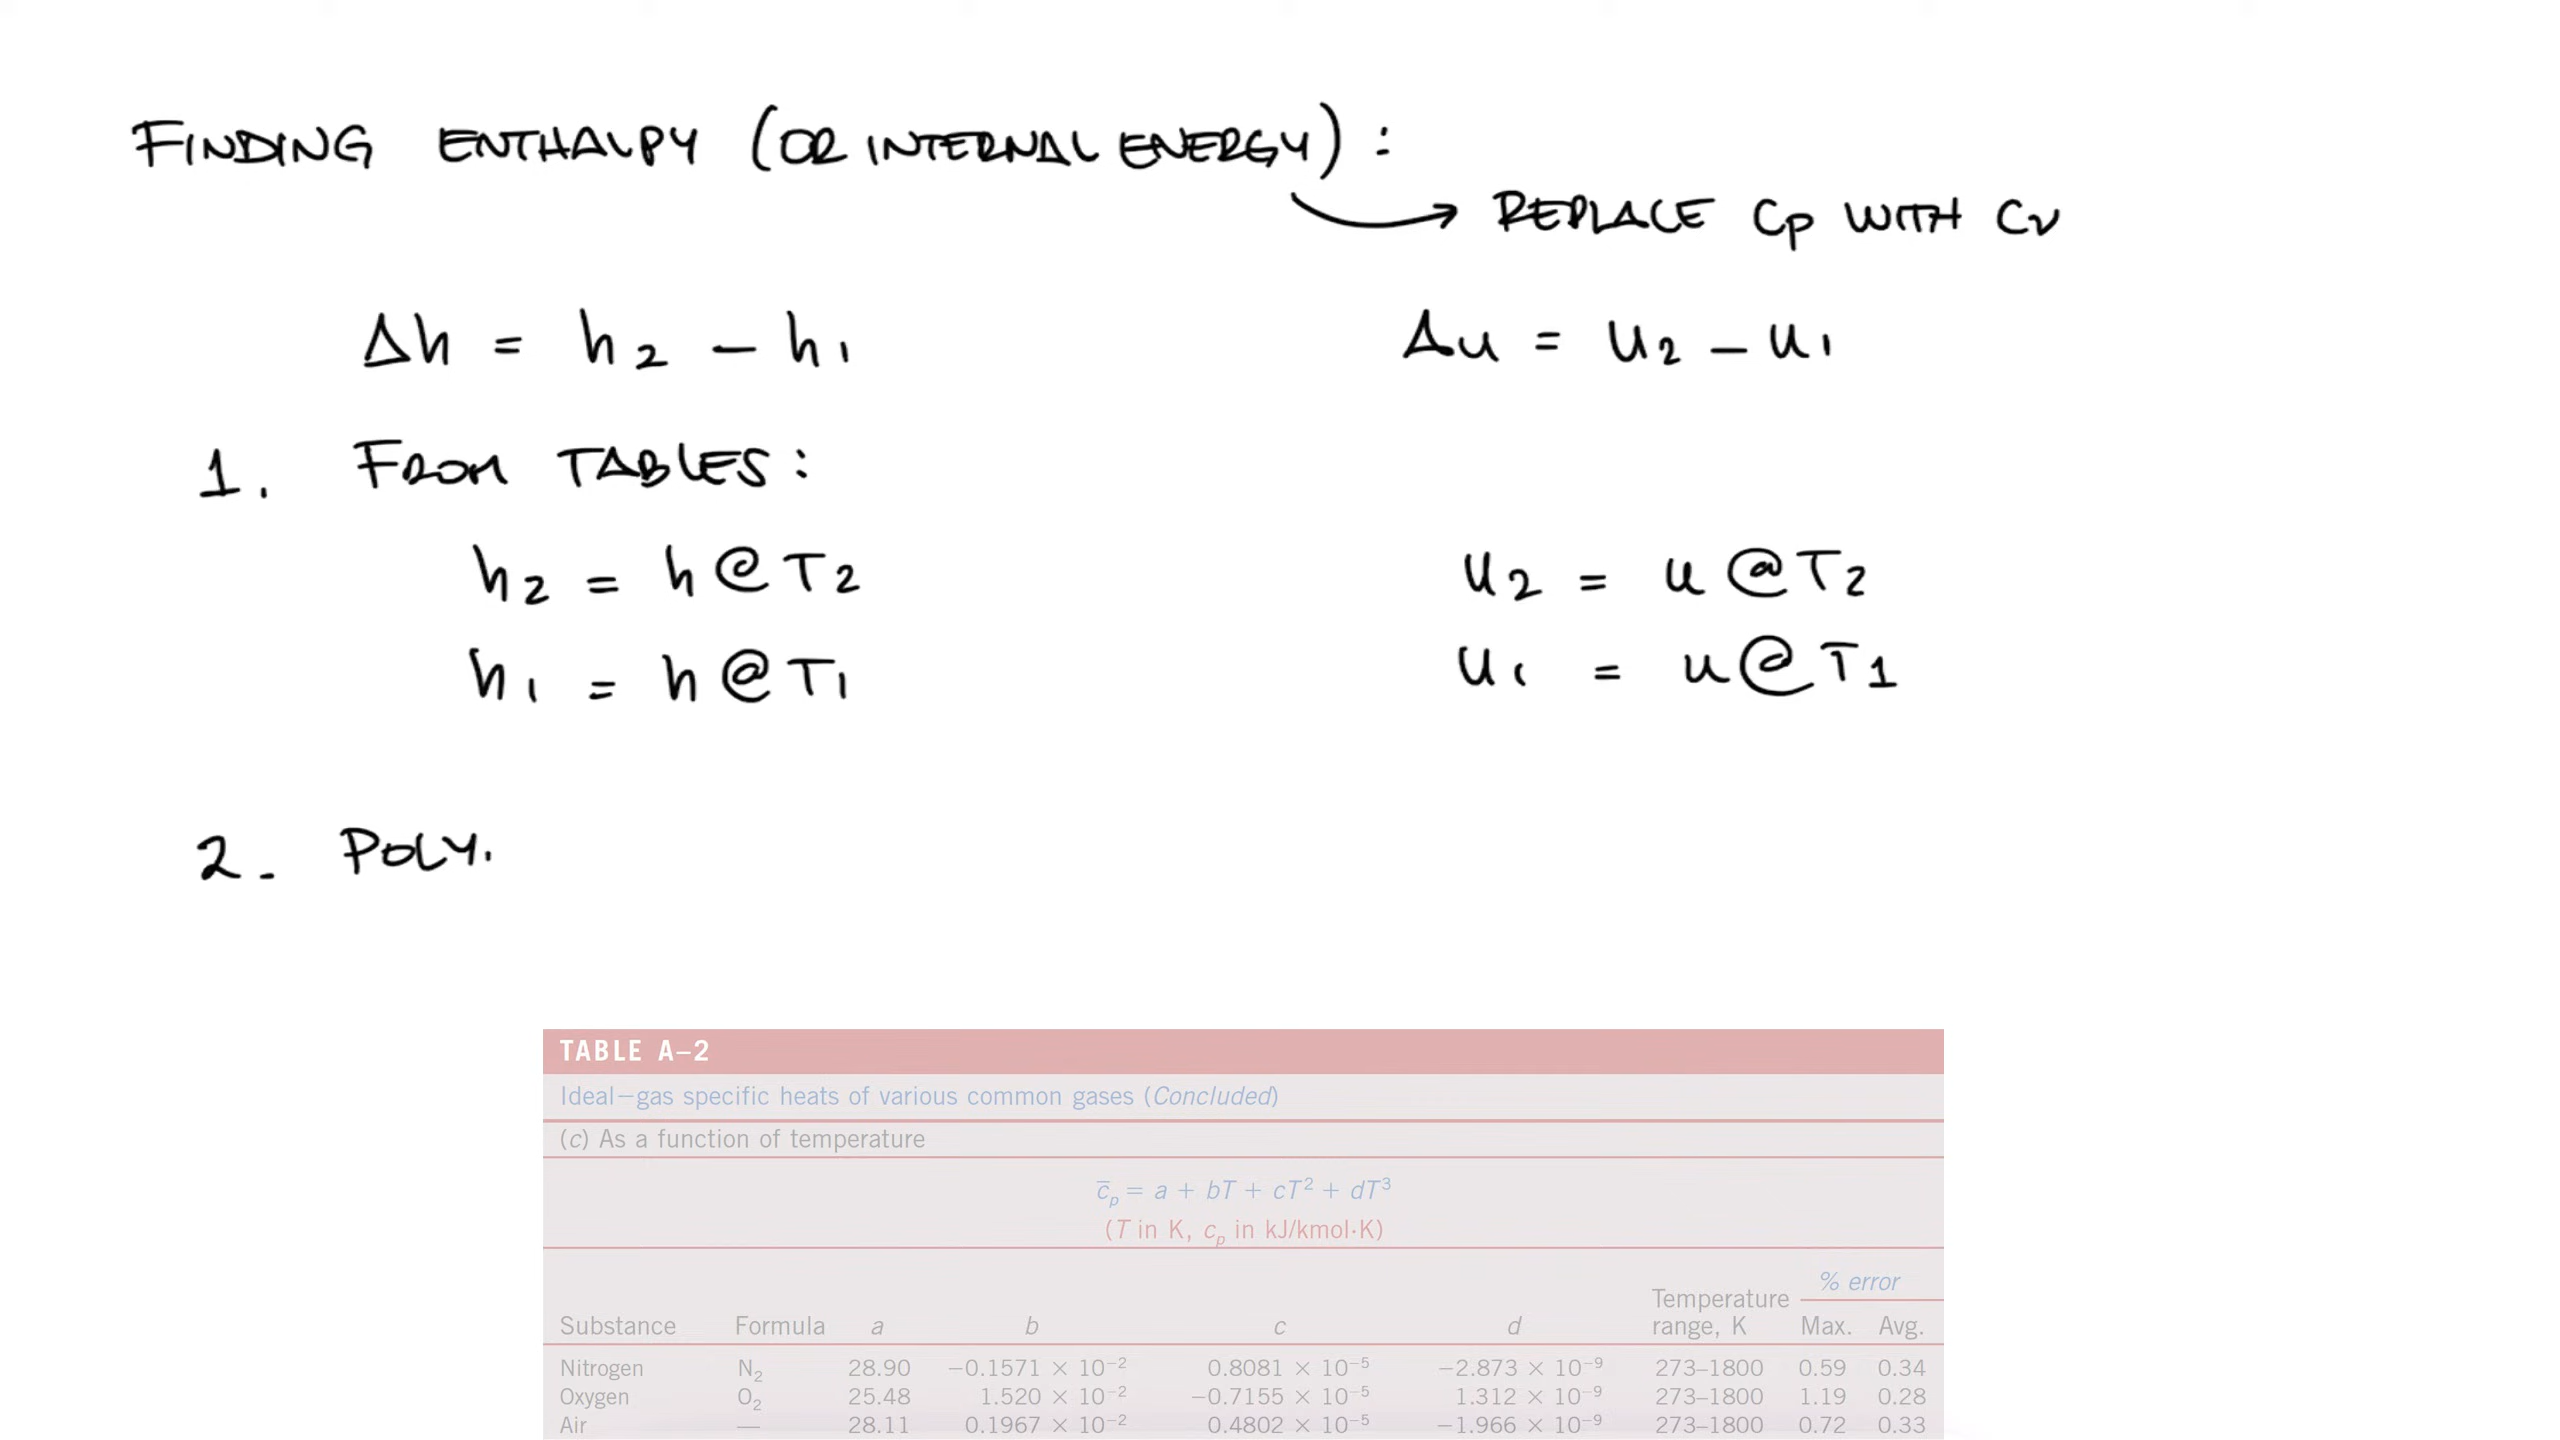 FINDING ENTHALPY (OR INTERNAL ENERGY) :
REPLACE Cp WITH Cv
Δh = h₂ − h₁
Δu = u₂ − u₁
1. FROM TABLES :
h₂ = h @ T₂
u₂ = u @ T₂
h₁ = h @ T₁
u₁ = u @ T₁
2. POLY.
TABLE A–2
Ideal–gas specific heats of various common gases (Concluded)
(c) As a function of temperature
c̅p = a + bT + cT² + dT³
(T in K, cp in kJ/kmol·K)
% error
Temperature
Substance Formula a b c d range, K Max. Avg.
Nitrogen N₂ 28.90 −0.1571 × 10⁻² 0.8081 × 10⁻⁵ −2.873 × 10⁻⁹ 273–1800 0.59 0.34
Oxygen O₂ 25.48 1.520 × 10⁻² −0.7155 × 10⁻⁵ 1.312 × 10⁻⁹ 273–1800 1.19 0.28
Air — 28.11 0.1967 × 10⁻² 0.4802 × 10⁻⁵ −1.966 × 10⁻⁹ 273–1800 0.72 0.33